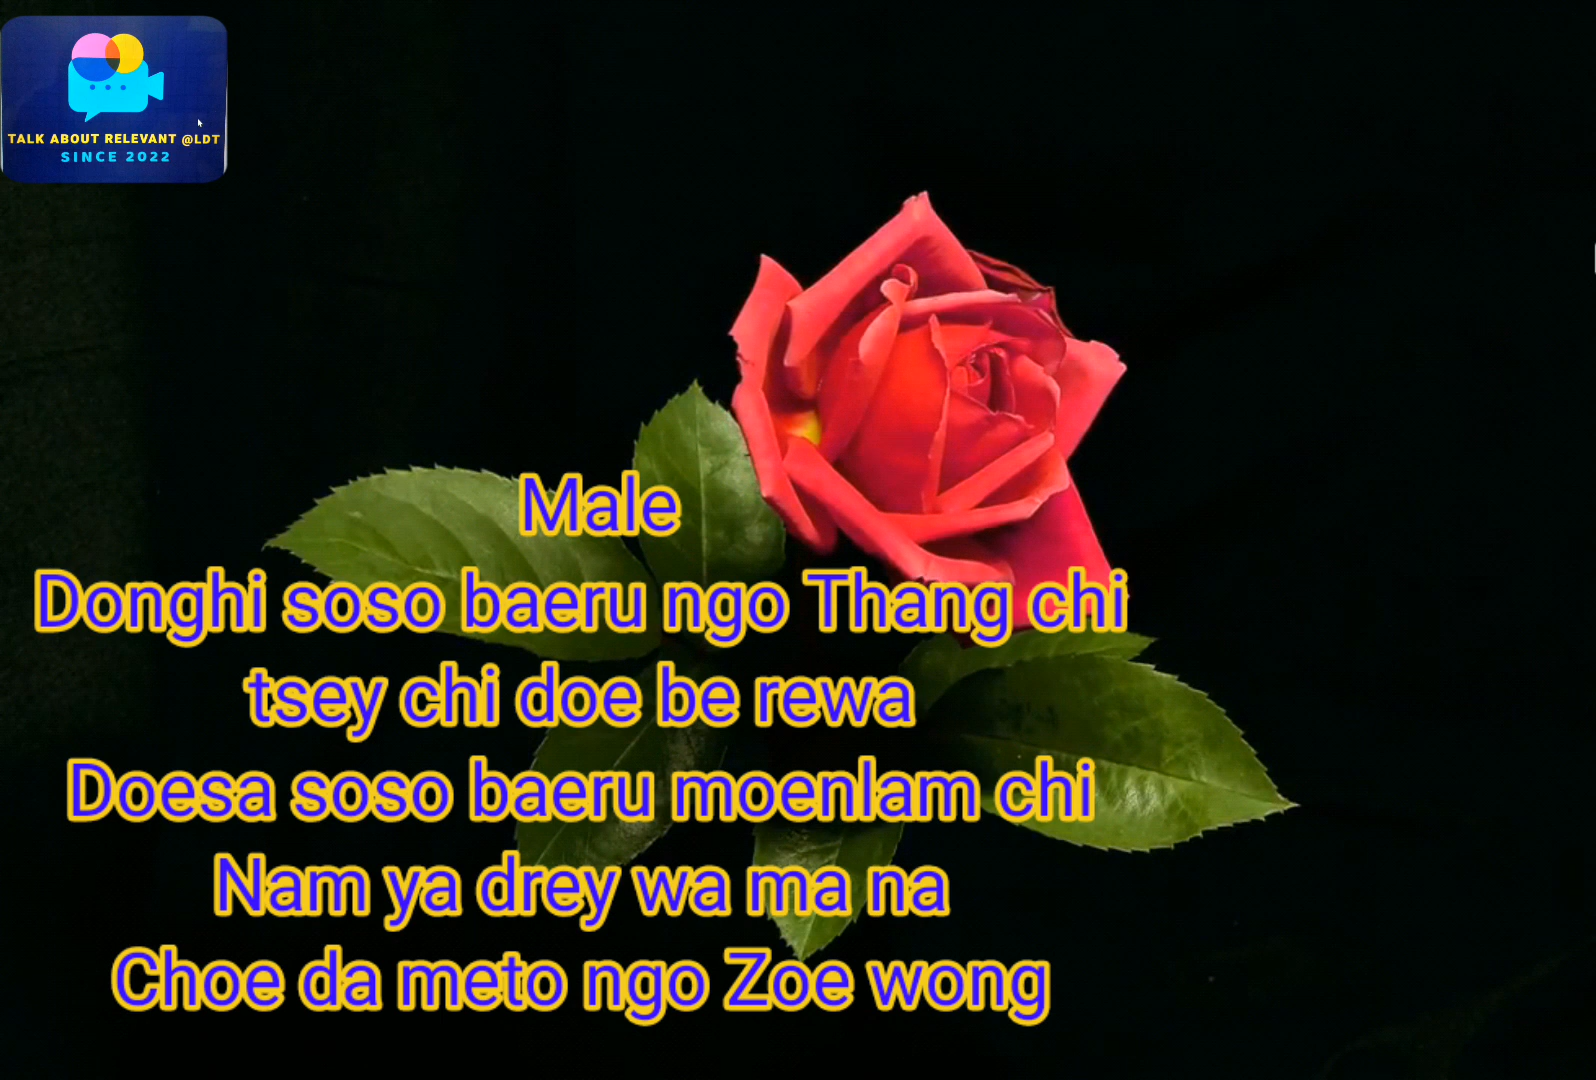 TALK ABOUT RELEVANT @LDT
SINCE 2022
Male
Donghi soso baeru ngo Thang chi
tsey chi doe be rewa
Doesa soso baeru moenlam chi
Nam ya drey wa ma na
Choe da meto ngo Zoe wong